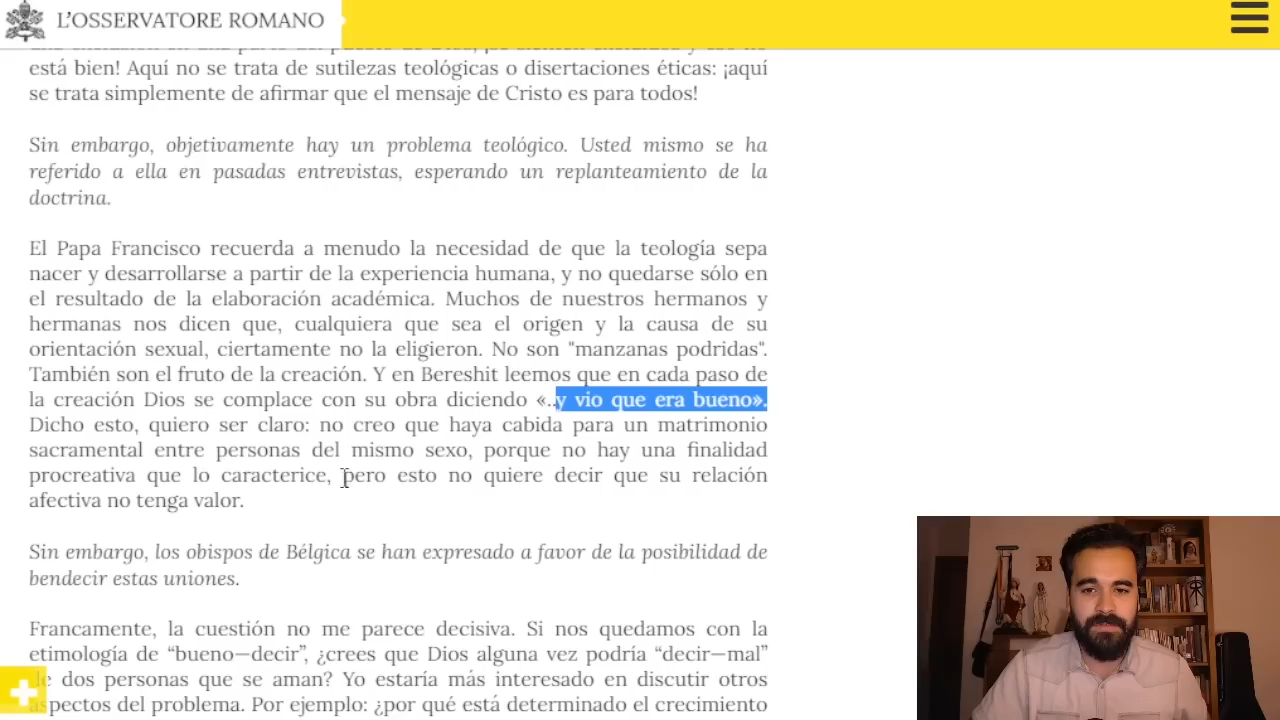 L'OSSERVATORE ROMANO
está bien! Aquí no se trata de sutilezas teológicas o disertaciones éticas: ¡aquí
se trata simplemente de afirmar que el mensaje de Cristo es para todos!
Sin embargo, objetivamente hay un problema teológico. Usted mismo se ha
referido a ella en pasadas entrevistas, esperando un replanteamiento de la
doctrina.
El Papa Francisco recuerda a menudo la necesidad de que la teología sepa
nacer y desarrollarse a partir de la experiencia humana, y no quedarse sólo en
el resultado de la elaboración académica. Muchos de nuestros hermanos y
hermanas nos dicen que, cualquiera que sea el origen y la causa de su
orientación sexual, ciertamente no la eligieron. No son "manzanas podridas".
También son el fruto de la creación. Y en Bereshit leemos que en cada paso de
la creación Dios se complace con su obra diciendo «..y vio que era bueno».
Dicho esto, quiero ser claro: no creo que haya cabida para un matrimonio
sacramental entre personas del mismo sexo, porque no hay una finalidad
procreativa que lo caracterice, pero esto no quiere decir que su relación
afectiva no tenga valor.
Sin embargo, los obispos de Bélgica se han expresado a favor de la posibilidad de
bendecir estas uniones.
Francamente, la cuestión no me parece decisiva. Si nos quedamos con la
etimología de “bueno—decir”, ¿crees que Dios alguna vez podría “decir—mal”
de dos personas que se aman? Yo estaría más interesado en discutir otros
aspectos del problema. Por ejemplo: ¿por qué está determinado el crecimiento